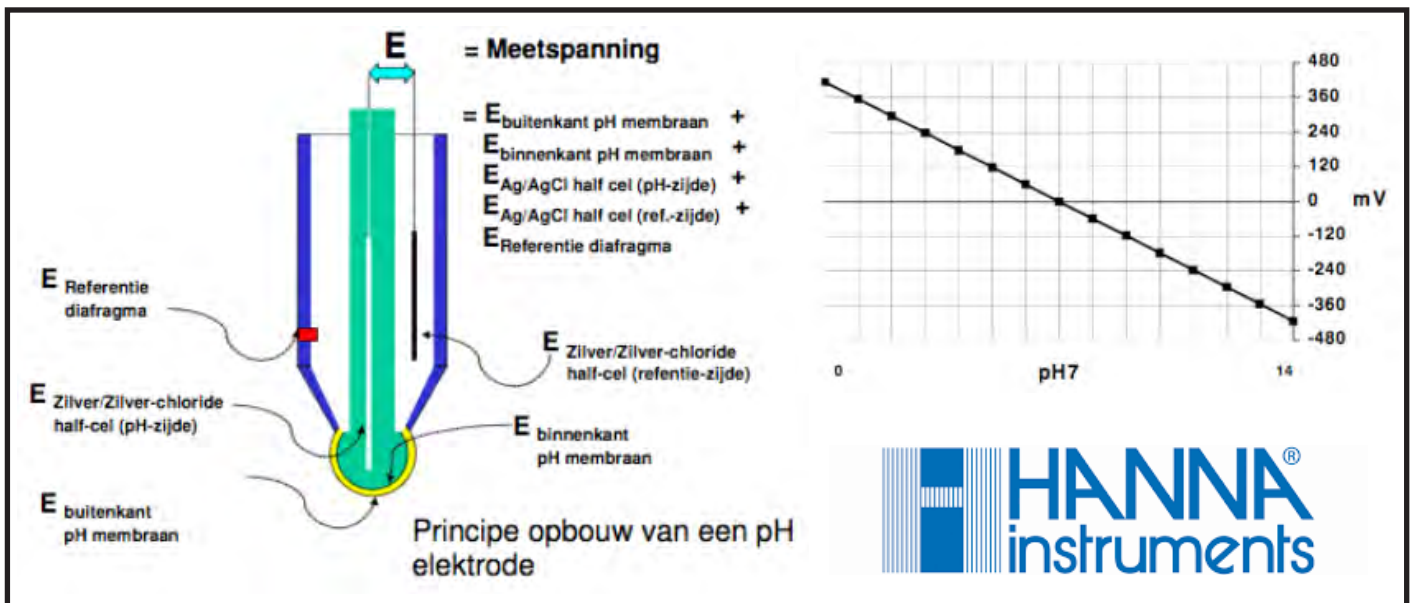 E = Meetspanning
= E buitenkant pH membraan +
E binnenkant pH membraan +
E Ag/AgCl half cel (pH-zijde) +
E Ag/AgCl half cel (ref.-zijde) +
E Referentie diafragma
E Referentie
diafragma
E Zilver/Zilver-chloride
half-cel (refentie-zijde)
E Zilver/Zilver-chloride
half-cel (pH-zijde)
E binnenkant
pH membraan
E buitenkant
pH membraan
Principe opbouw van een pH
elektrode
480
360
240
120
0 mV
-120
-240
-360
-480
0 pH7 14
HANNA®
instruments